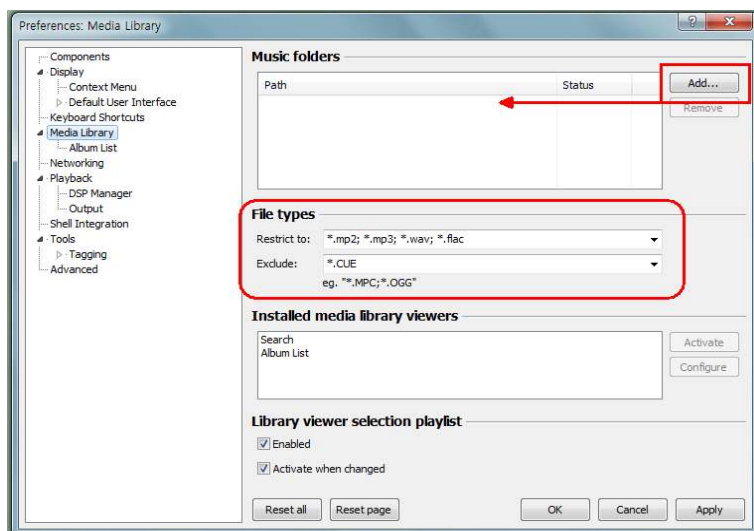 Preferences: Media Library
Components
Display
Context Menu
Default User Interface
Keyboard Shortcuts
Media Library
Album List
Networking
Playback
DSP Manager
Output
Shell Integration
Tools
Tagging
Advanced
Music folders
Path Status
Add...
Remove
File types
Restrict to: *.mp2; *.mp3; *.wav; *.flac
Exclude: *.CUE
eg. "*.MPC;*.OGG"
Installed media library viewers
Search
Album List
Activate
Configure
Library viewer selection playlist
Enabled
Activate when changed
Reset all Reset page OK Cancel Apply